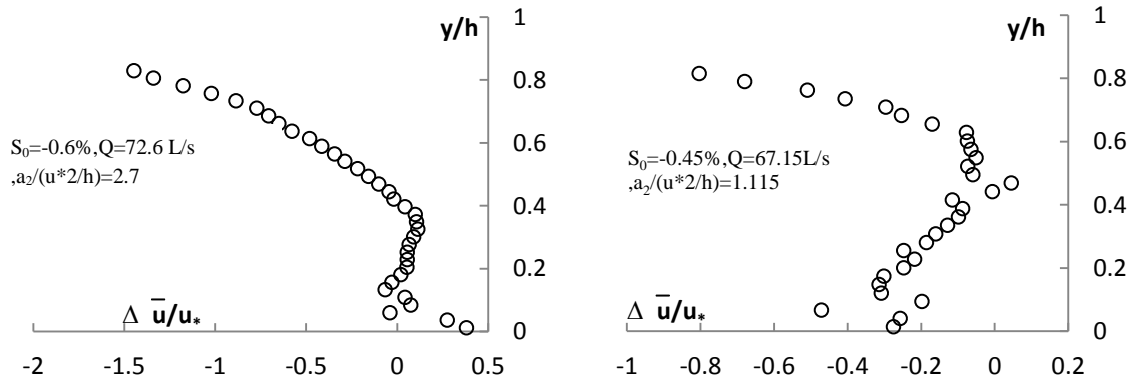 y/h
1
0.8
0.6
0.4
0.2
0
S₀=-0.6%,Q=72.6 L/s
,a₂/(u*2/h)=2.7
Δ u̅/u*
-2 -1.5 -1 -0.5 0 0.5
y/h
1
0.8
0.6
0.4
0.2
0
S₀=-0.45%,Q=67.15L/s
,a₂/(u*2/h)=1.115
Δ u̅/u*
-1 -0.8 -0.6 -0.4 -0.2 0 0.2